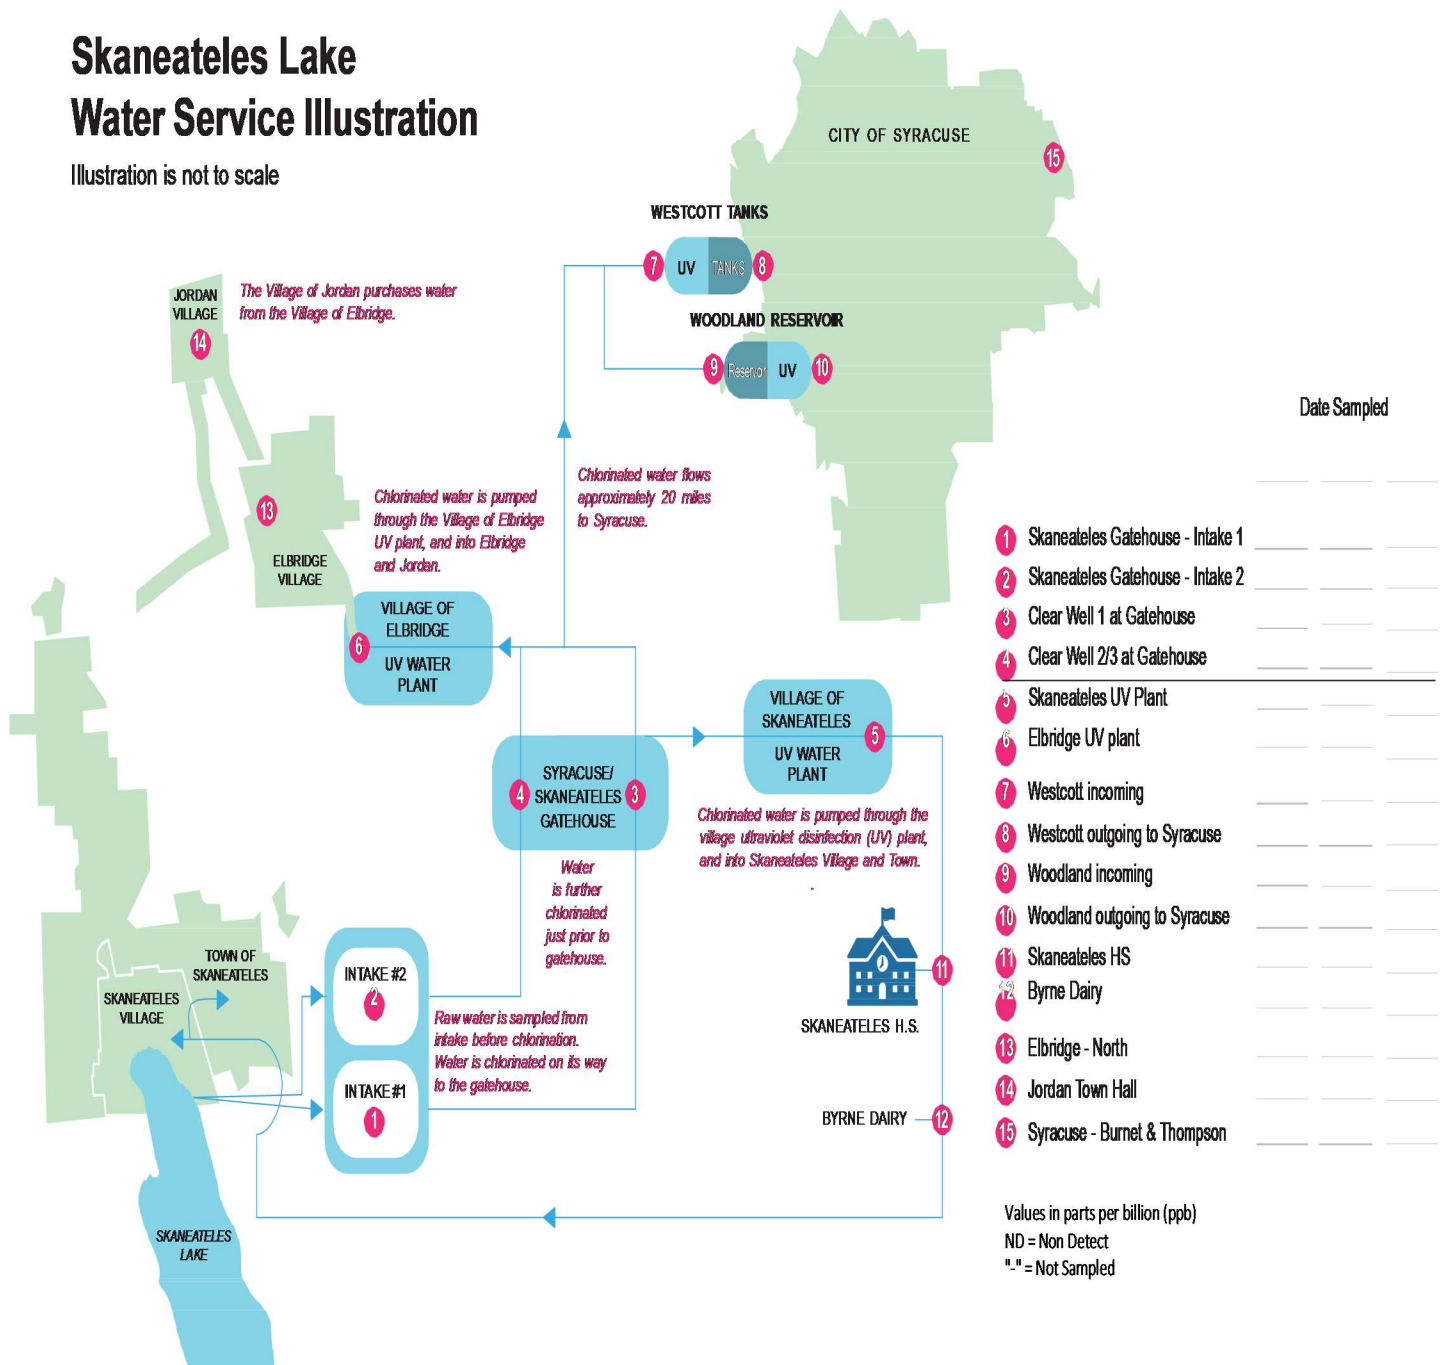 Skaneateles Lake
Water Service Illustration
Illustration is not to scale
CITY OF SYRACUSE
15
WESTCOTT TANKS
7
UV
TANKS
8
WOODLAND RESERVOIR
9
Reservoir
UV
10
JORDAN
VILLAGE
14
The Village of Jordan purchases water
from the Village of Elbridge.
13
ELBRIDGE
VILLAGE
Chlorinated water is pumped
through the Village of Elbridge
UV plant, and into Elbridge
and Jordan.
Chlorinated water flows
approximately 20 miles
to Syracuse.
VILLAGE OF
ELBRIDGE
6
UV WATER
PLANT
VILLAGE OF
SKANEATELES
5
UV WATER
PLANT
SYRACUSE/
SKANEATELES
GATEHOUSE
4
3
Chlorinated water is pumped through the
village ultraviolet disinfection (UV) plant,
and into Skaneateles Village and Town.
-
Water
is further
chlorinated
just prior to
gatehouse.
TOWN OF
SKANEATELES
SKANEATELES
VILLAGE
INTAKE #2
2
INTAKE #1
1
Raw water is sampled from
intake before chlorination.
Water is chlorinated on its way
to the gatehouse.
11
SKANEATELES H.S.
BYRNE DAIRY
12
SKANEATELES
LAKE
Date Sampled
1 Skaneateles Gatehouse - Intake 1
2 Skaneateles Gatehouse - Intake 2
3 Clear Well 1 at Gatehouse
4 Clear Well 2/3 at Gatehouse
5 Skaneateles UV Plant
6 Elbridge UV plant
7 Westcott incoming
8 Westcott outgoing to Syracuse
9 Woodland incoming
10 Woodland outgoing to Syracuse
11 Skaneateles HS
12 Byrne Dairy
13 Elbridge - North
14 Jordan Town Hall
15 Syracuse - Burnet & Thompson
Values in parts per billion (ppb)
ND = Non Detect
"-" = Not Sampled